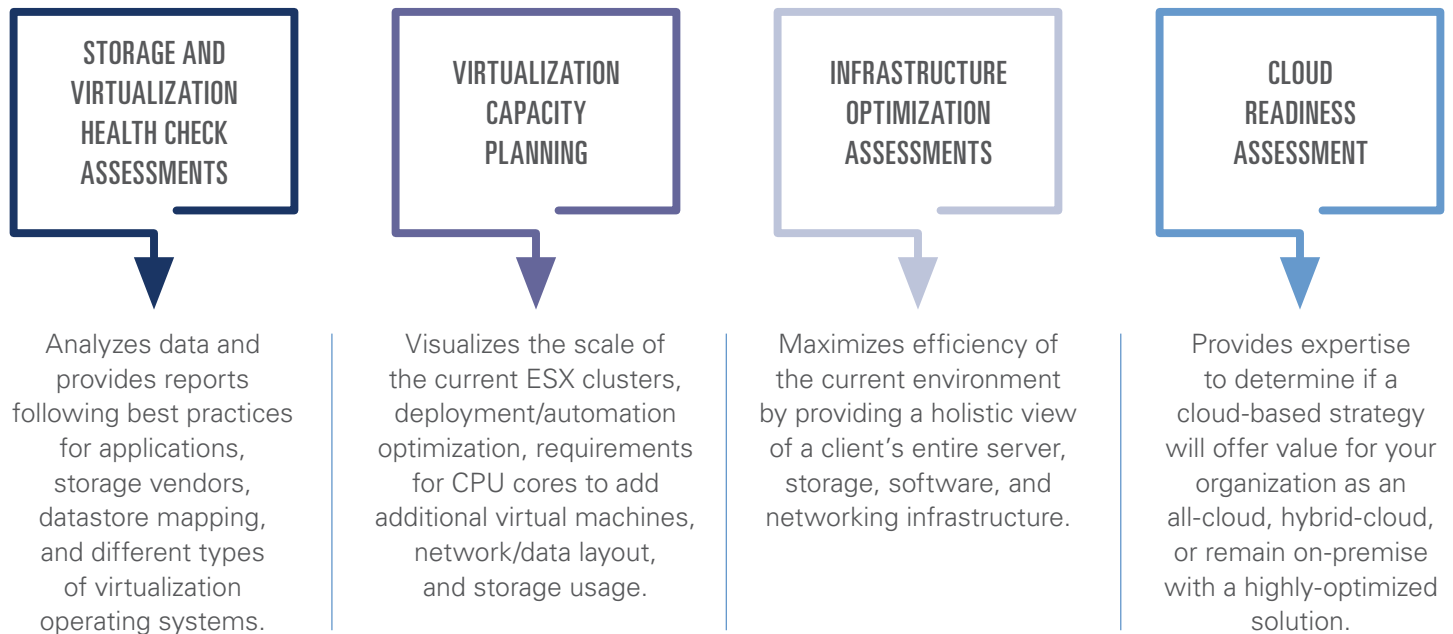 STORAGE AND
VIRTUALIZATION
HEALTH CHECK
ASSESSMENTS
Analyzes data and
provides reports
following best practices
for applications,
storage vendors,
datastore mapping,
and different types
of virtualization
operating systems.
VIRTUALIZATION
CAPACITY
PLANNING
Visualizes the scale of
the current ESX clusters,
deployment/automation
optimization, requirements
for CPU cores to add
additional virtual machines,
network/data layout,
and storage usage.
INFRASTRUCTURE
OPTIMIZATION
ASSESSMENTS
Maximizes efficiency of
the current environment
by providing a holistic view
of a client’s entire server,
storage, software, and
networking infrastructure.
CLOUD
READINESS
ASSESSMENT
Provides expertise
to determine if a
cloud-based strategy
will offer value for your
organization as an
all-cloud, hybrid-cloud,
or remain on-premise
with a highly-optimized
solution.